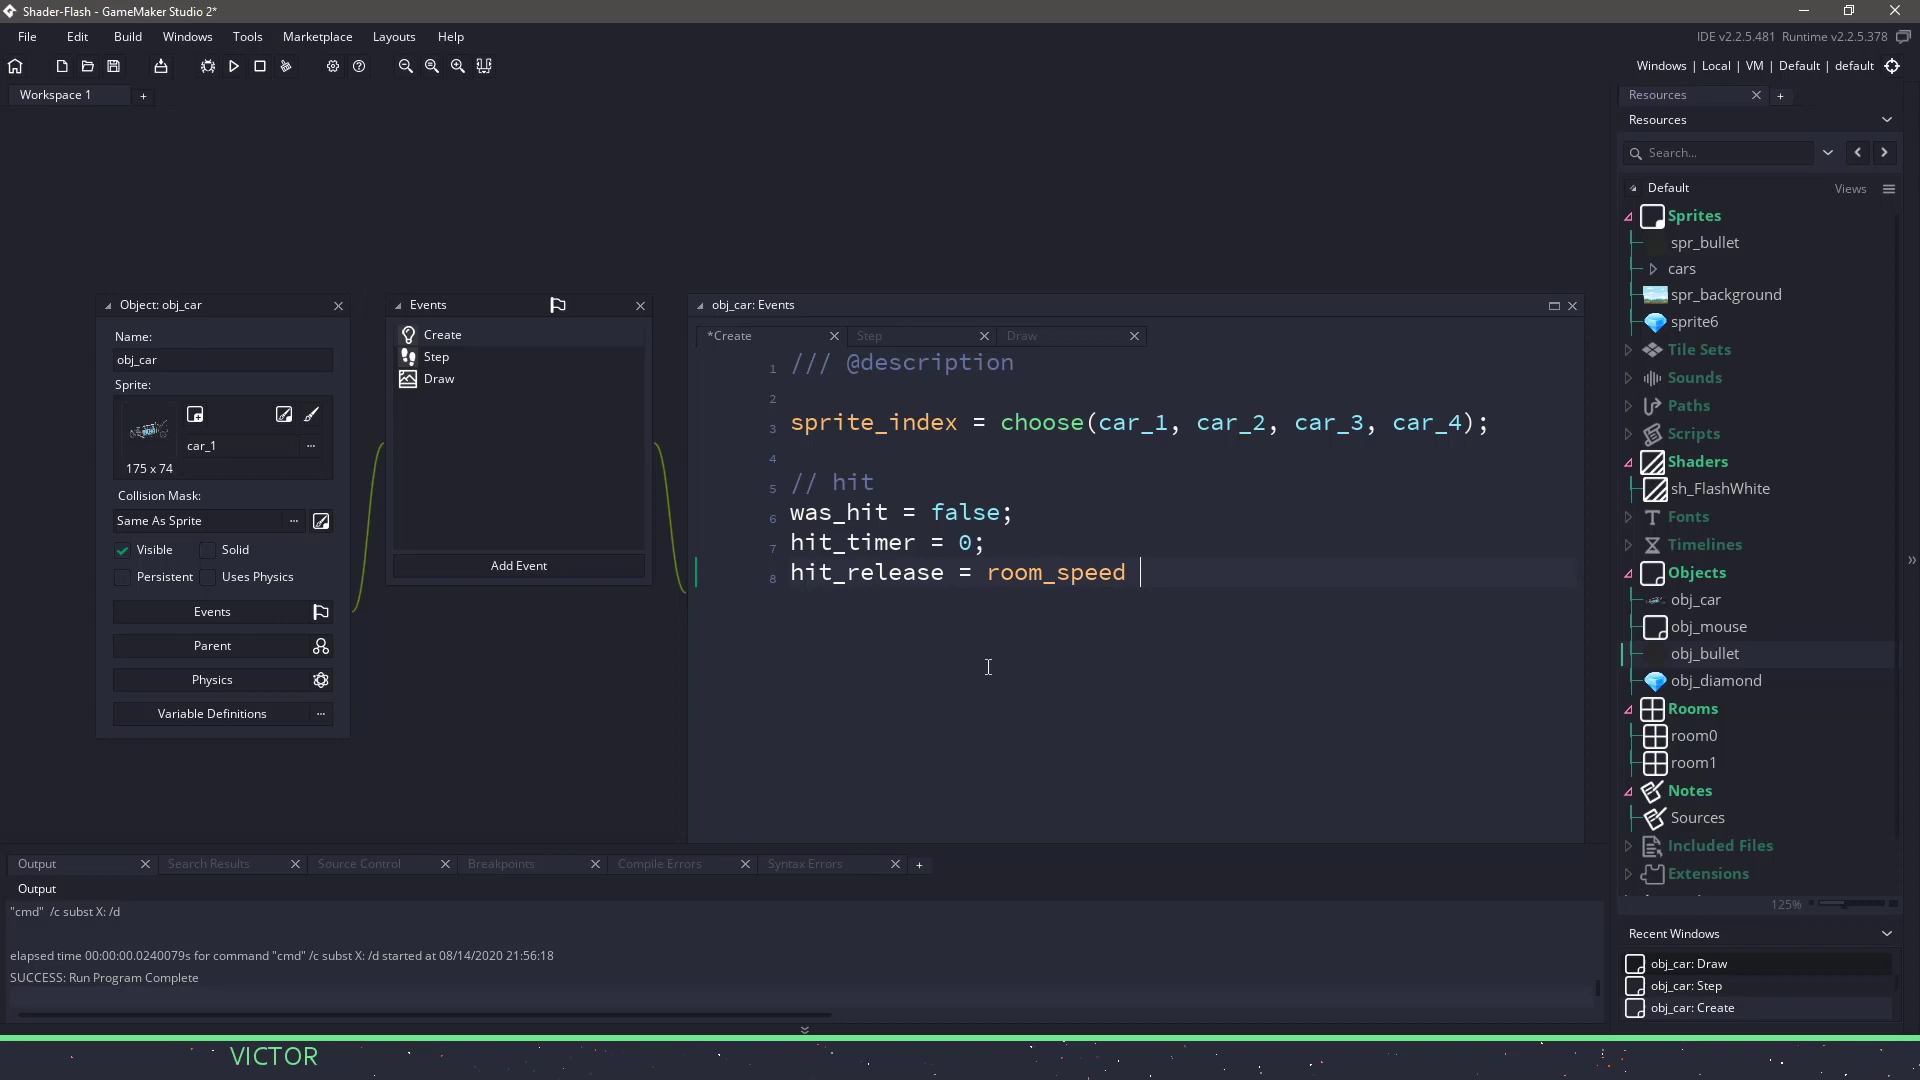 Shader-Flash - GameMaker Studio 2*
File Edit Build Windows Tools Marketplace Layouts Help
IDE v2.2.5.481 Runtime v2.2.5.378
Windows | Local | VM | Default | default
Workspace 1 +
Object: obj_car
Name:
obj_car
Sprite:
car_1 ...
175 x 74
Collision Mask:
Same As Sprite ...
Visible Solid
Persistent Uses Physics
Events
Parent
Physics
Variable Definitions ...
Events
Create
Step
Draw
Add Event
obj_car: Events
*Create Step Draw
1 /// @description
2
3 sprite_index = choose(car_1, car_2, car_3, car_4);
4
5 // hit
6 was_hit = false;
7 hit_timer = 0;
8 hit_release = room_speed
Resources +
Resources
Search...
Default Views
Sprites
spr_bullet
cars
spr_background
sprite6
Tile Sets
Sounds
Paths
Scripts
Shaders
sh_FlashWhite
Fonts
Timelines
Objects
obj_car
obj_mouse
obj_bullet
obj_diamond
Rooms
room0
room1
Notes
Sources
Included Files
Extensions
125%
Recent Windows
obj_car: Draw
obj_car: Step
obj_car: Create
Output Search Results Source Control Breakpoints Compile Errors Syntax Errors +
Output
"cmd" /c subst X: /d
elapsed time 00:00:00.0240079s for command "cmd" /c subst X: /d started at 08/14/2020 21:56:18
SUCCESS: Run Program Complete
VICTOR